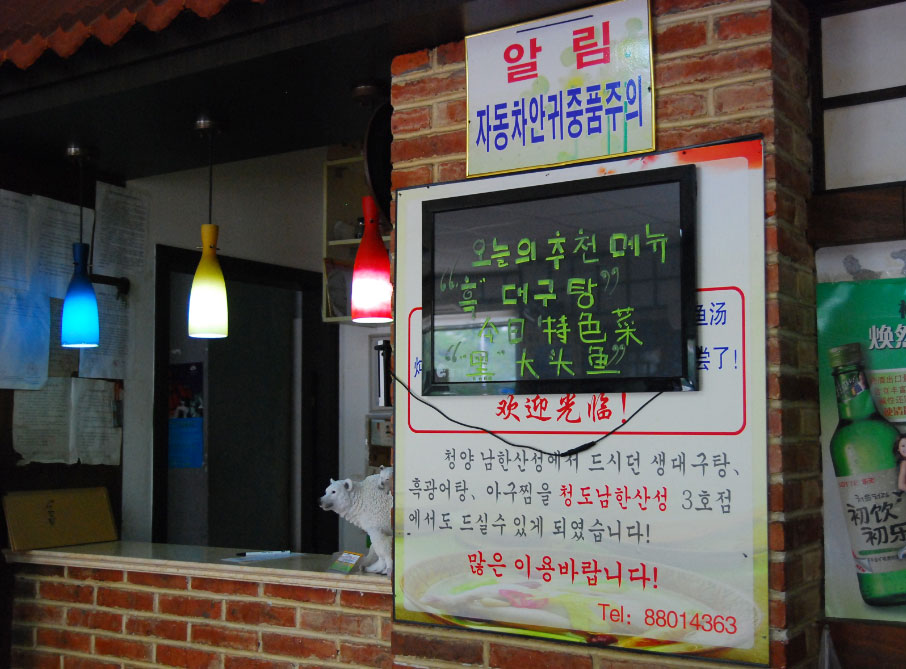 알 림
자동차안귀중품주의
오늘의 추천 메뉴
"흑" 대구탕"
今日 特色菜
"黑" 大头鱼"
鱼汤
尝了!
欢迎光临!
청양 남한산성에서 드시던 생대구탕、
흑광어탕、아구찜을 청도남한산성 3호점
에서도 드실수 있게 되였습니다!
많은 이용바랍니다!
Tel: 88014363
焕然
初饮
初乐